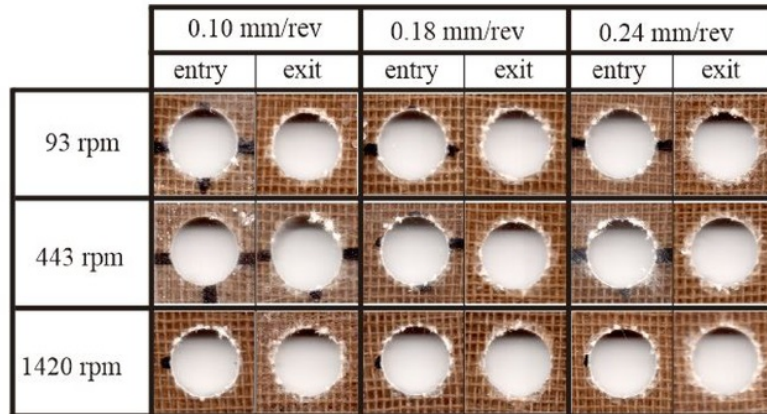 0.10 mm/rev 0.18 mm/rev 0.24 mm/rev
entry exit entry exit entry exit
93 rpm
443 rpm
1420 rpm